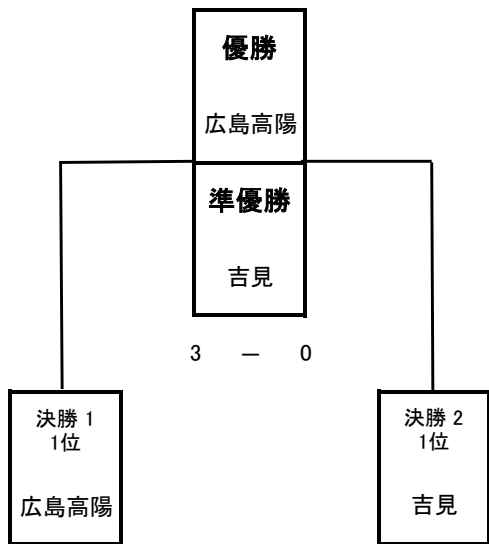 優勝
広島高陽
準優勝
吉見
3 － 0
決勝 1
1位
広島高陽
決勝 2
1位
吉見